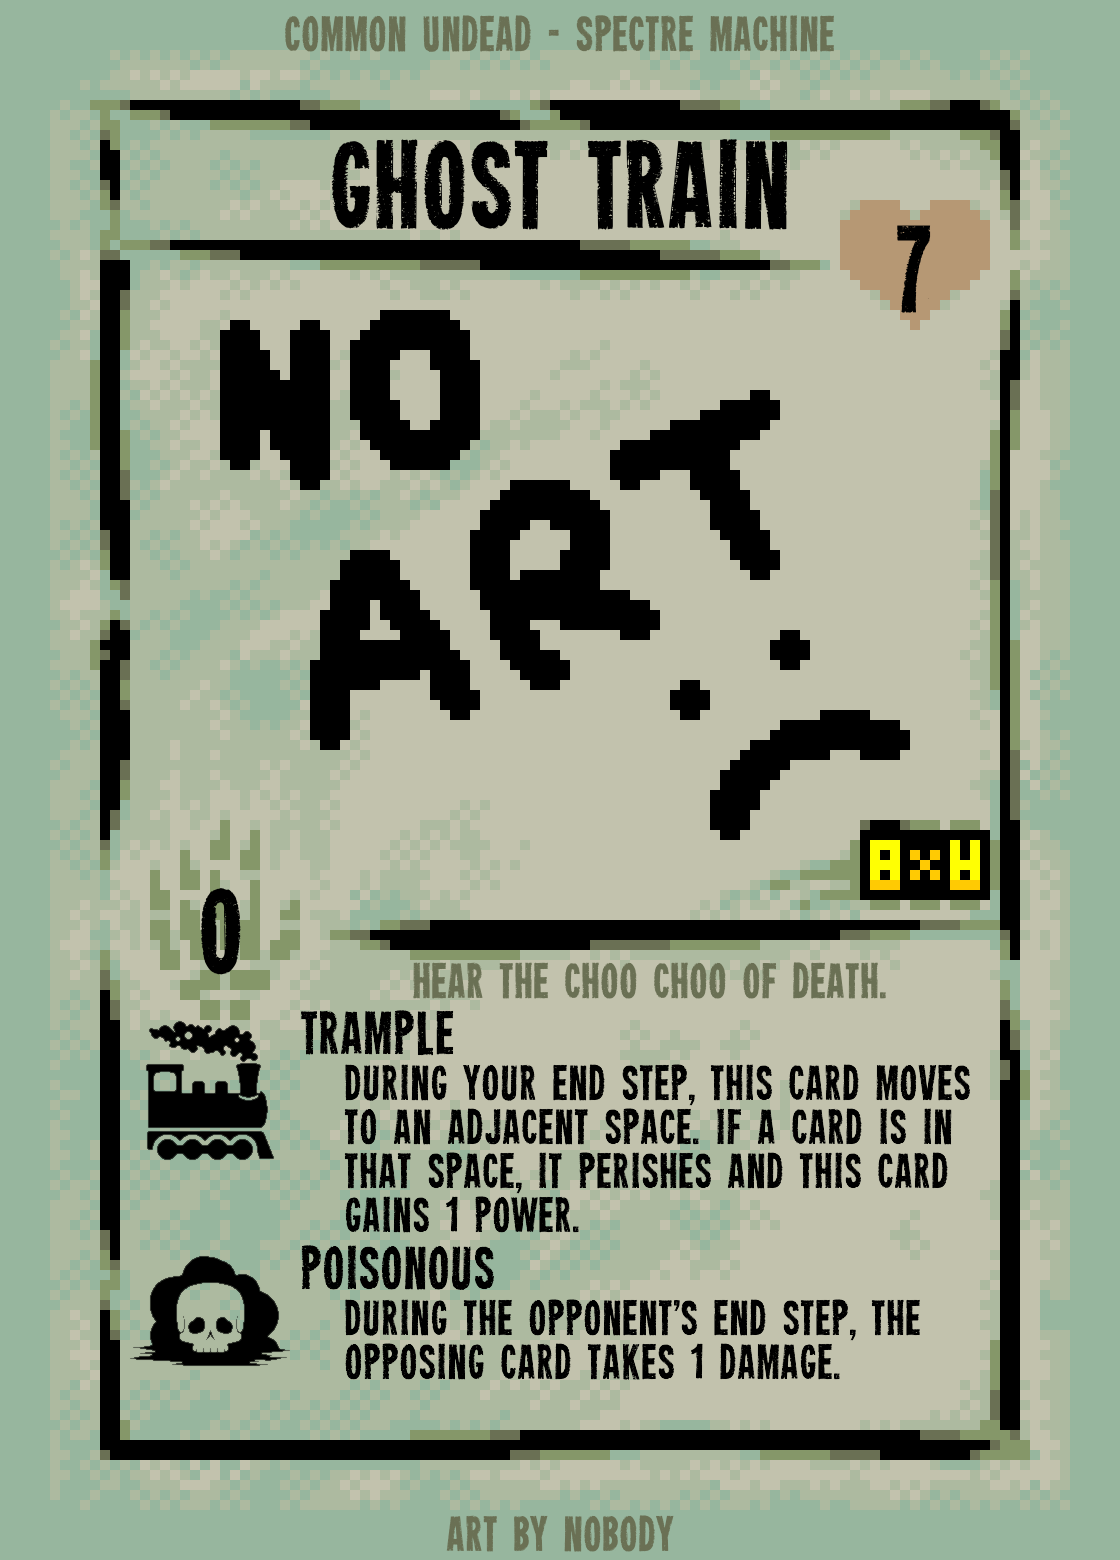 COMMON UNDEAD - SPECTRE MACHINE
GHOST TRAIN
7
NO
ART
:(
8×8
0
HEAR THE CHOO CHOO OF DEATH.
TRAMPLE
DURING YOUR END STEP, THIS CARD MOVES
TO AN ADJACENT SPACE. IF A CARD IS IN
THAT SPACE, IT PERISHES AND THIS CARD
GAINS 1 POWER.
POISONOUS
DURING THE OPPONENT'S END STEP, THE
OPPOSING CARD TAKES 1 DAMAGE.
ART BY NOBODY